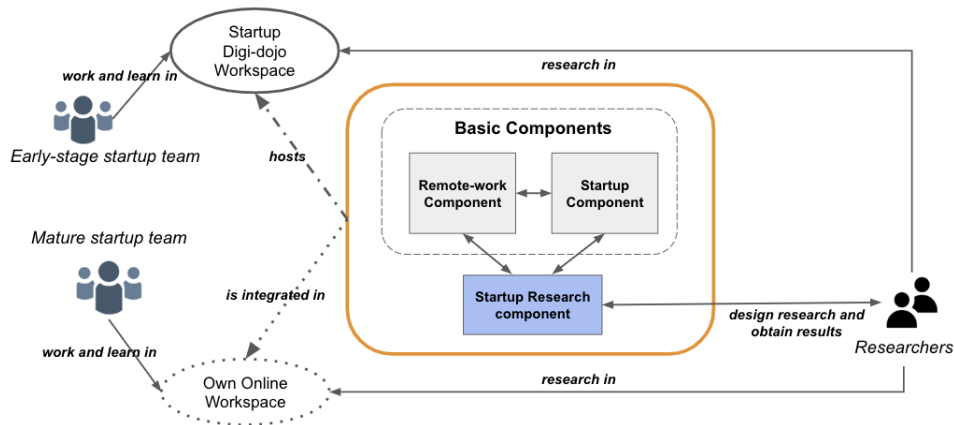 Startup
Digi-dojo
Workspace
work and learn in
research in
Early-stage startup team
hosts
Basic Components
Remote-work
Component
Startup
Component
Mature startup team
is integrated in
Startup Research
component
design research and
obtain results
Researchers
work and learn in
Own Online
Workspace
research in